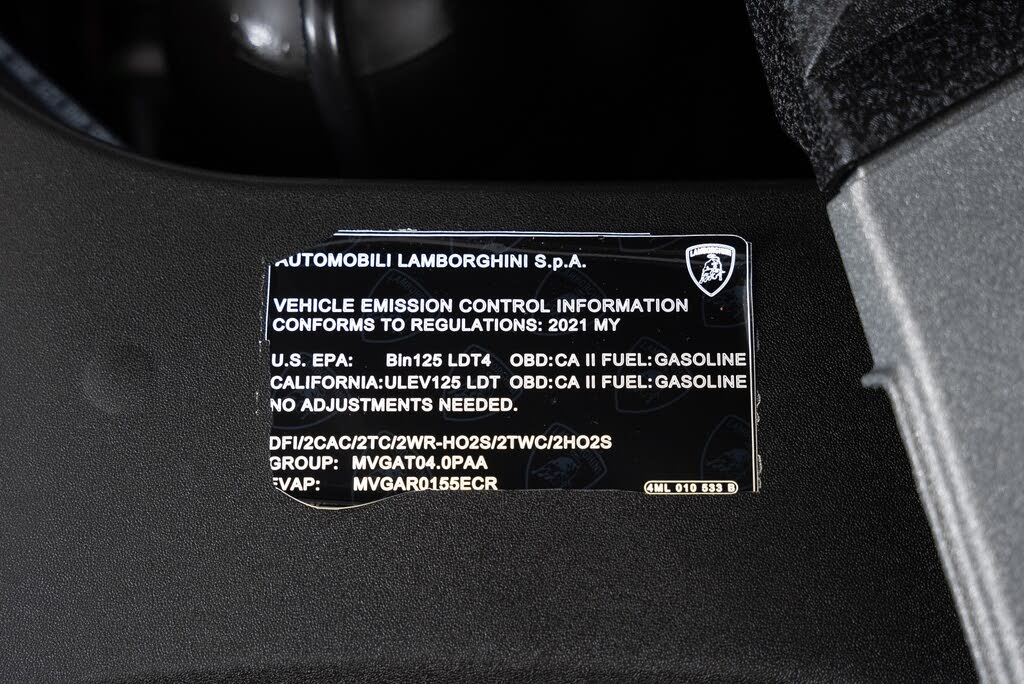 AUTOMOBILI LAMBORGHINI S.p.A.
LAMBORGHINI
VEHICLE EMISSION CONTROL INFORMATION
CONFORMS TO REGULATIONS: 2021 MY
U.S. EPA: Bin125 LDT4 OBD:CA II FUEL:GASOLINE
CALIFORNIA:ULEV125 LDT OBD:CA II FUEL:GASOLINE
NO ADJUSTMENTS NEEDED.
DFI/2CAC/2TC/2WR-HO2S/2TWC/2HO2S
GROUP: MVGAT04.0PAA
EVAP: MVGAR0155ECR
4ML 010 533 B